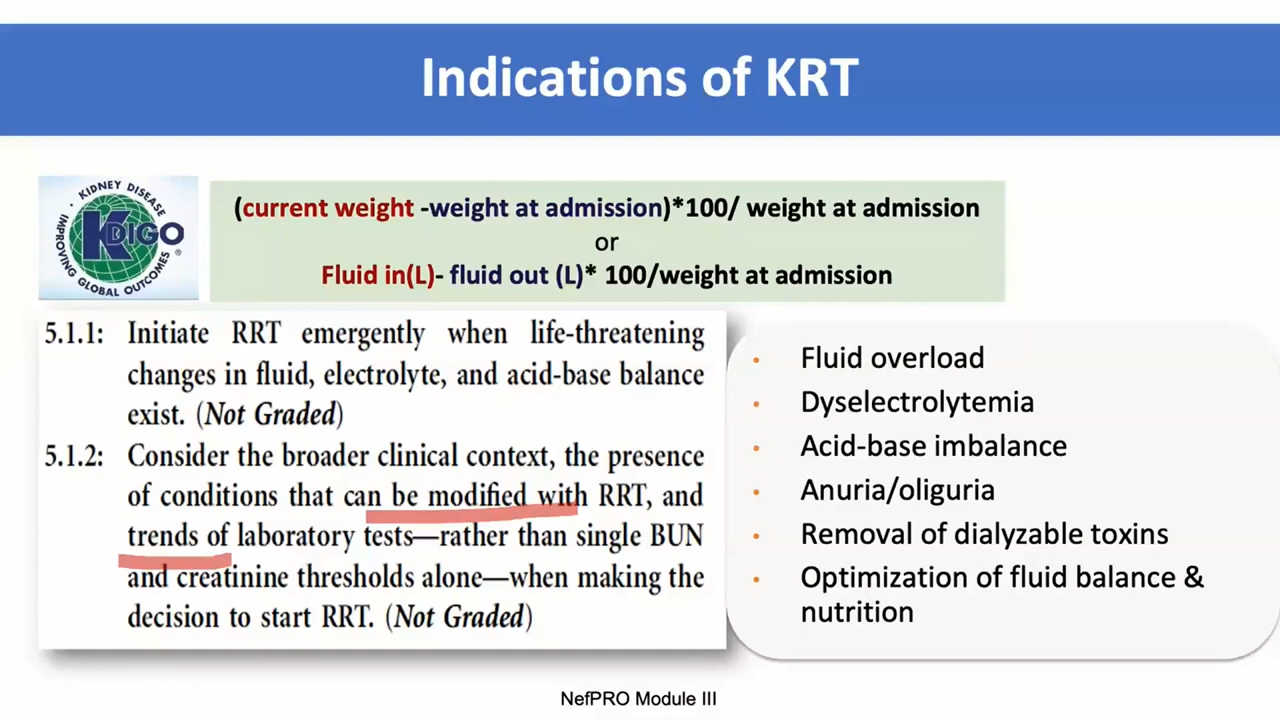 Indications of KRT
KIDNEY DISEASE
KDIGO
IMPROVING GLOBAL OUTCOMES
®
(current weight -weight at admission)*100/ weight at admission
or
Fluid in(L)- fluid out (L)* 100/weight at admission
5.1.1: Initiate RRT emergently when life-threatening
changes in fluid, electrolyte, and acid-base balance
exist. (Not Graded)
5.1.2: Consider the broader clinical context, the presence
of conditions that can be modified with RRT, and
trends of laboratory tests—rather than single BUN
and creatinine thresholds alone—when making the
decision to start RRT. (Not Graded)
• Fluid overload
• Dyselectrolytemia
• Acid-base imbalance
• Anuria/oliguria
• Removal of dialyzable toxins
• Optimization of fluid balance &
nutrition
NefPRO Module III